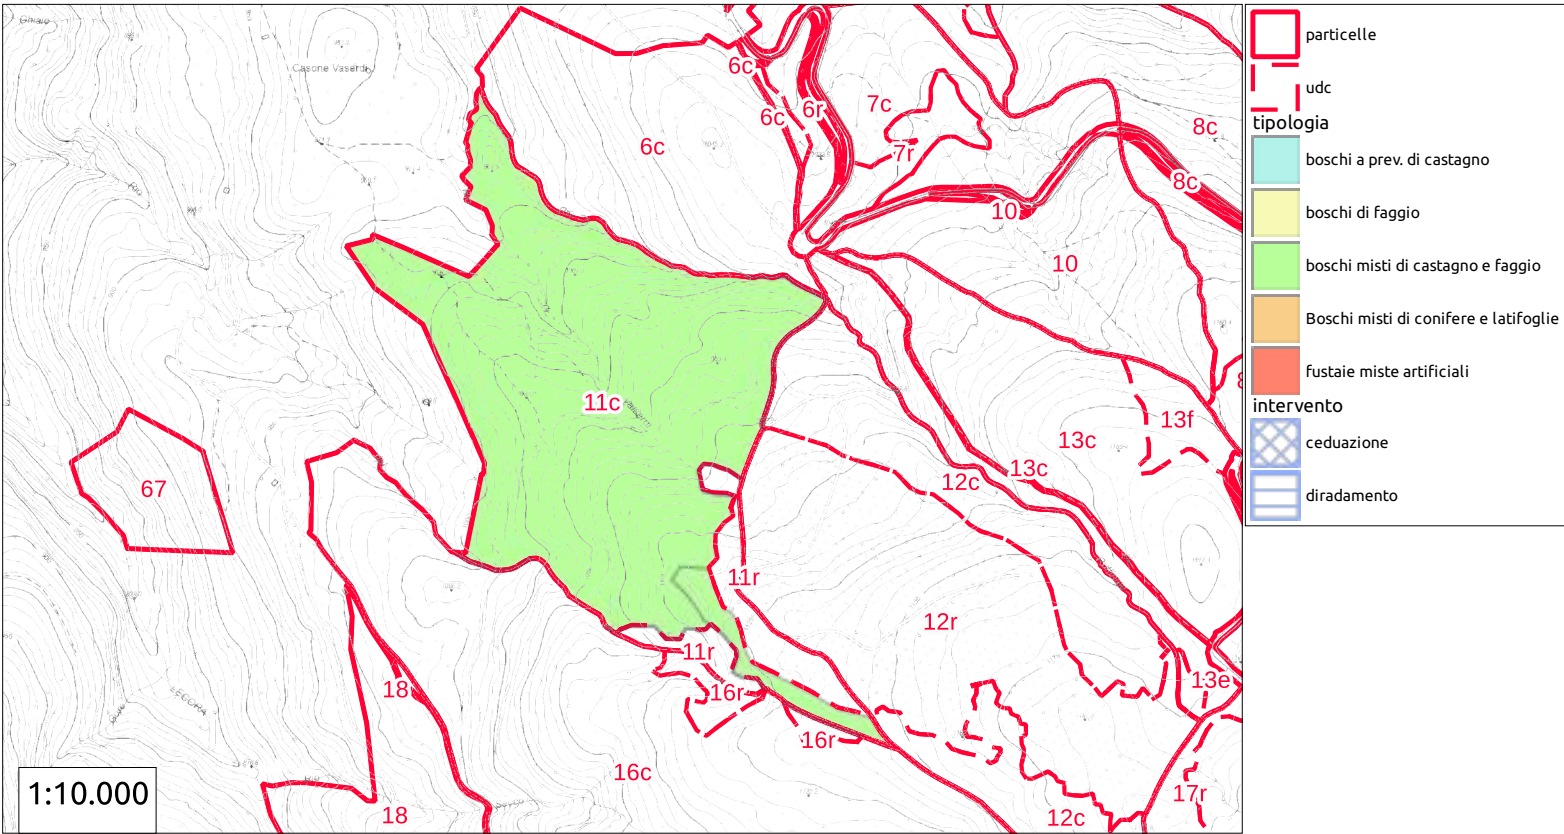 Casone Vaserdi
6c
6c
6c
6r
7c
7r
8c
8c
10
10
11c
13f
13c
13c
12c
67
11r
12r
11r
16r
13e
18
16r
16c
17r
18
12c
1:10.000
particelle
udc
tipologia
boschi a prev. di castagno
boschi di faggio
boschi misti di castagno e faggio
Boschi misti di conifere e latifoglie
fustaie miste artificiali
intervento
ceduazione
diradamento